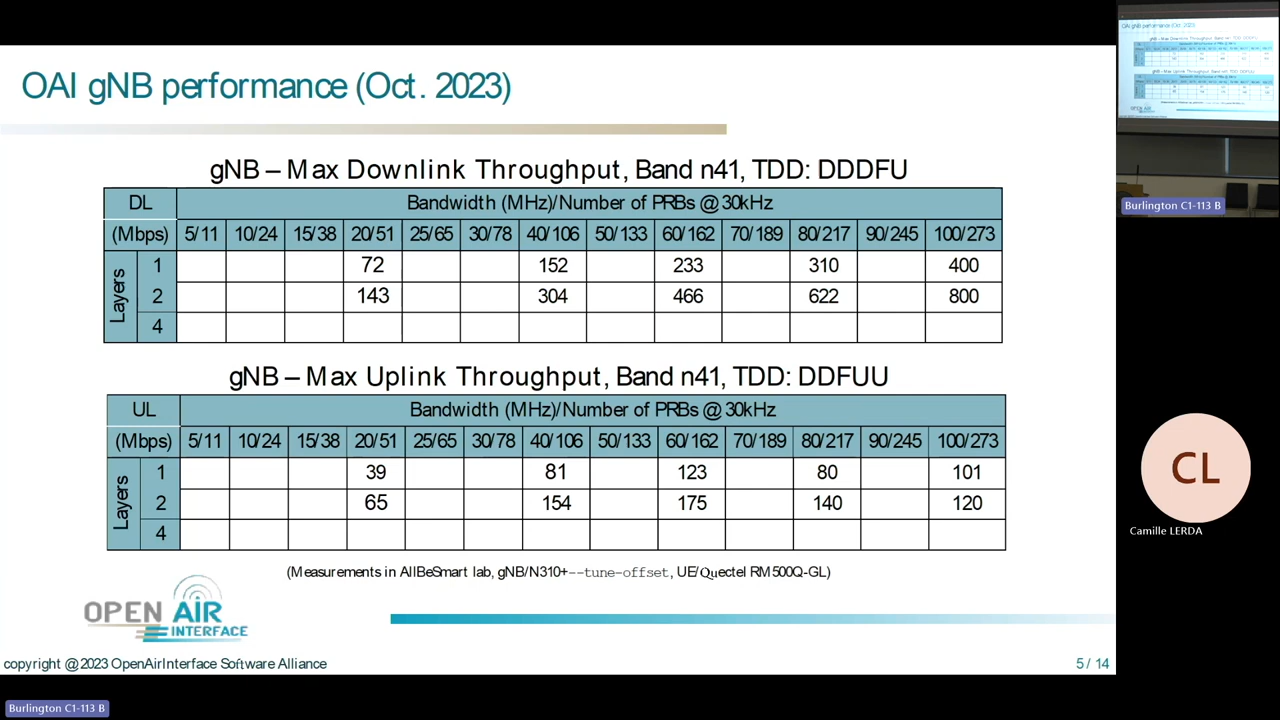 OAI gNB performance (Oct. 2023)
gNB – Max Downlink Throughput, Band n41, TDD: DDDFU
DL Bandwidth (MHz)/Number of PRBs @ 30kHz
(Mbps) 5/11 10/24 15/38 20/51 25/65 30/78 40/106 50/133 60/162 70/189 80/217 90/245 100/273
Layers
1 72 152 233 310 400
2 143 304 466 622 800
4
gNB – Max Uplink Throughput, Band n41, TDD: DDFUU
UL Bandwidth (MHz)/Number of PRBs @ 30kHz
(Mbps) 5/11 10/24 15/38 20/51 25/65 30/78 40/106 50/133 60/162 70/189 80/217 90/245 100/273
Layers
1 39 81 123 80 101
2 65 154 175 140 120
4
(Measurements in AllBeSmart lab, gNB/N310+--tune-offset, UE/Quectel RM500Q-GL)
OPEN AIR
INTERFACE
copyright @2023 OpenAirInterface Software Alliance
5 / 14
Burlington C1-113 B
OAI gNB performance (Oct. 2023)
Burlington C1-113 B
CL
Camille LERDA